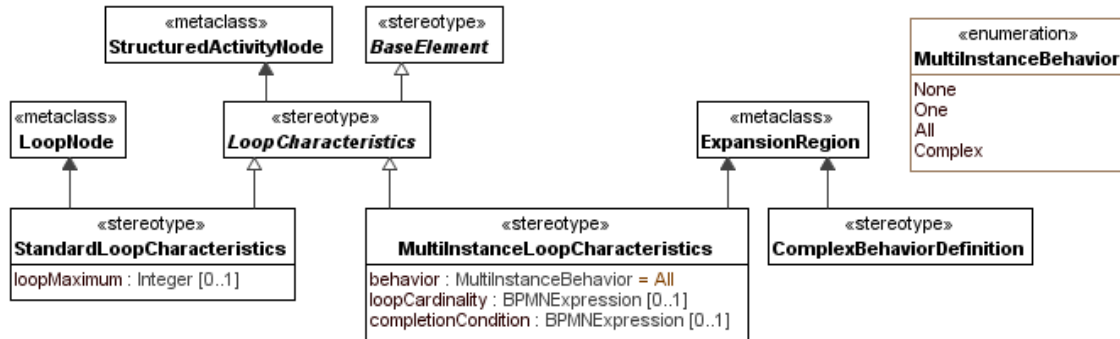 «metaclass»
StructuredActivityNode
«stereotype»
BaseElement
«enumeration»
MultiInstanceBehavior
None
One
All
Complex
«metaclass»
LoopNode
«stereotype»
LoopCharacteristics
«metaclass»
ExpansionRegion
«stereotype»
StandardLoopCharacteristics
loopMaximum : Integer [0..1]
«stereotype»
MultiInstanceLoopCharacteristics
behavior : MultiInstanceBehavior = All
loopCardinality : BPMNExpression [0..1]
completionCondition : BPMNExpression [0..1]
«stereotype»
ComplexBehaviorDefinition